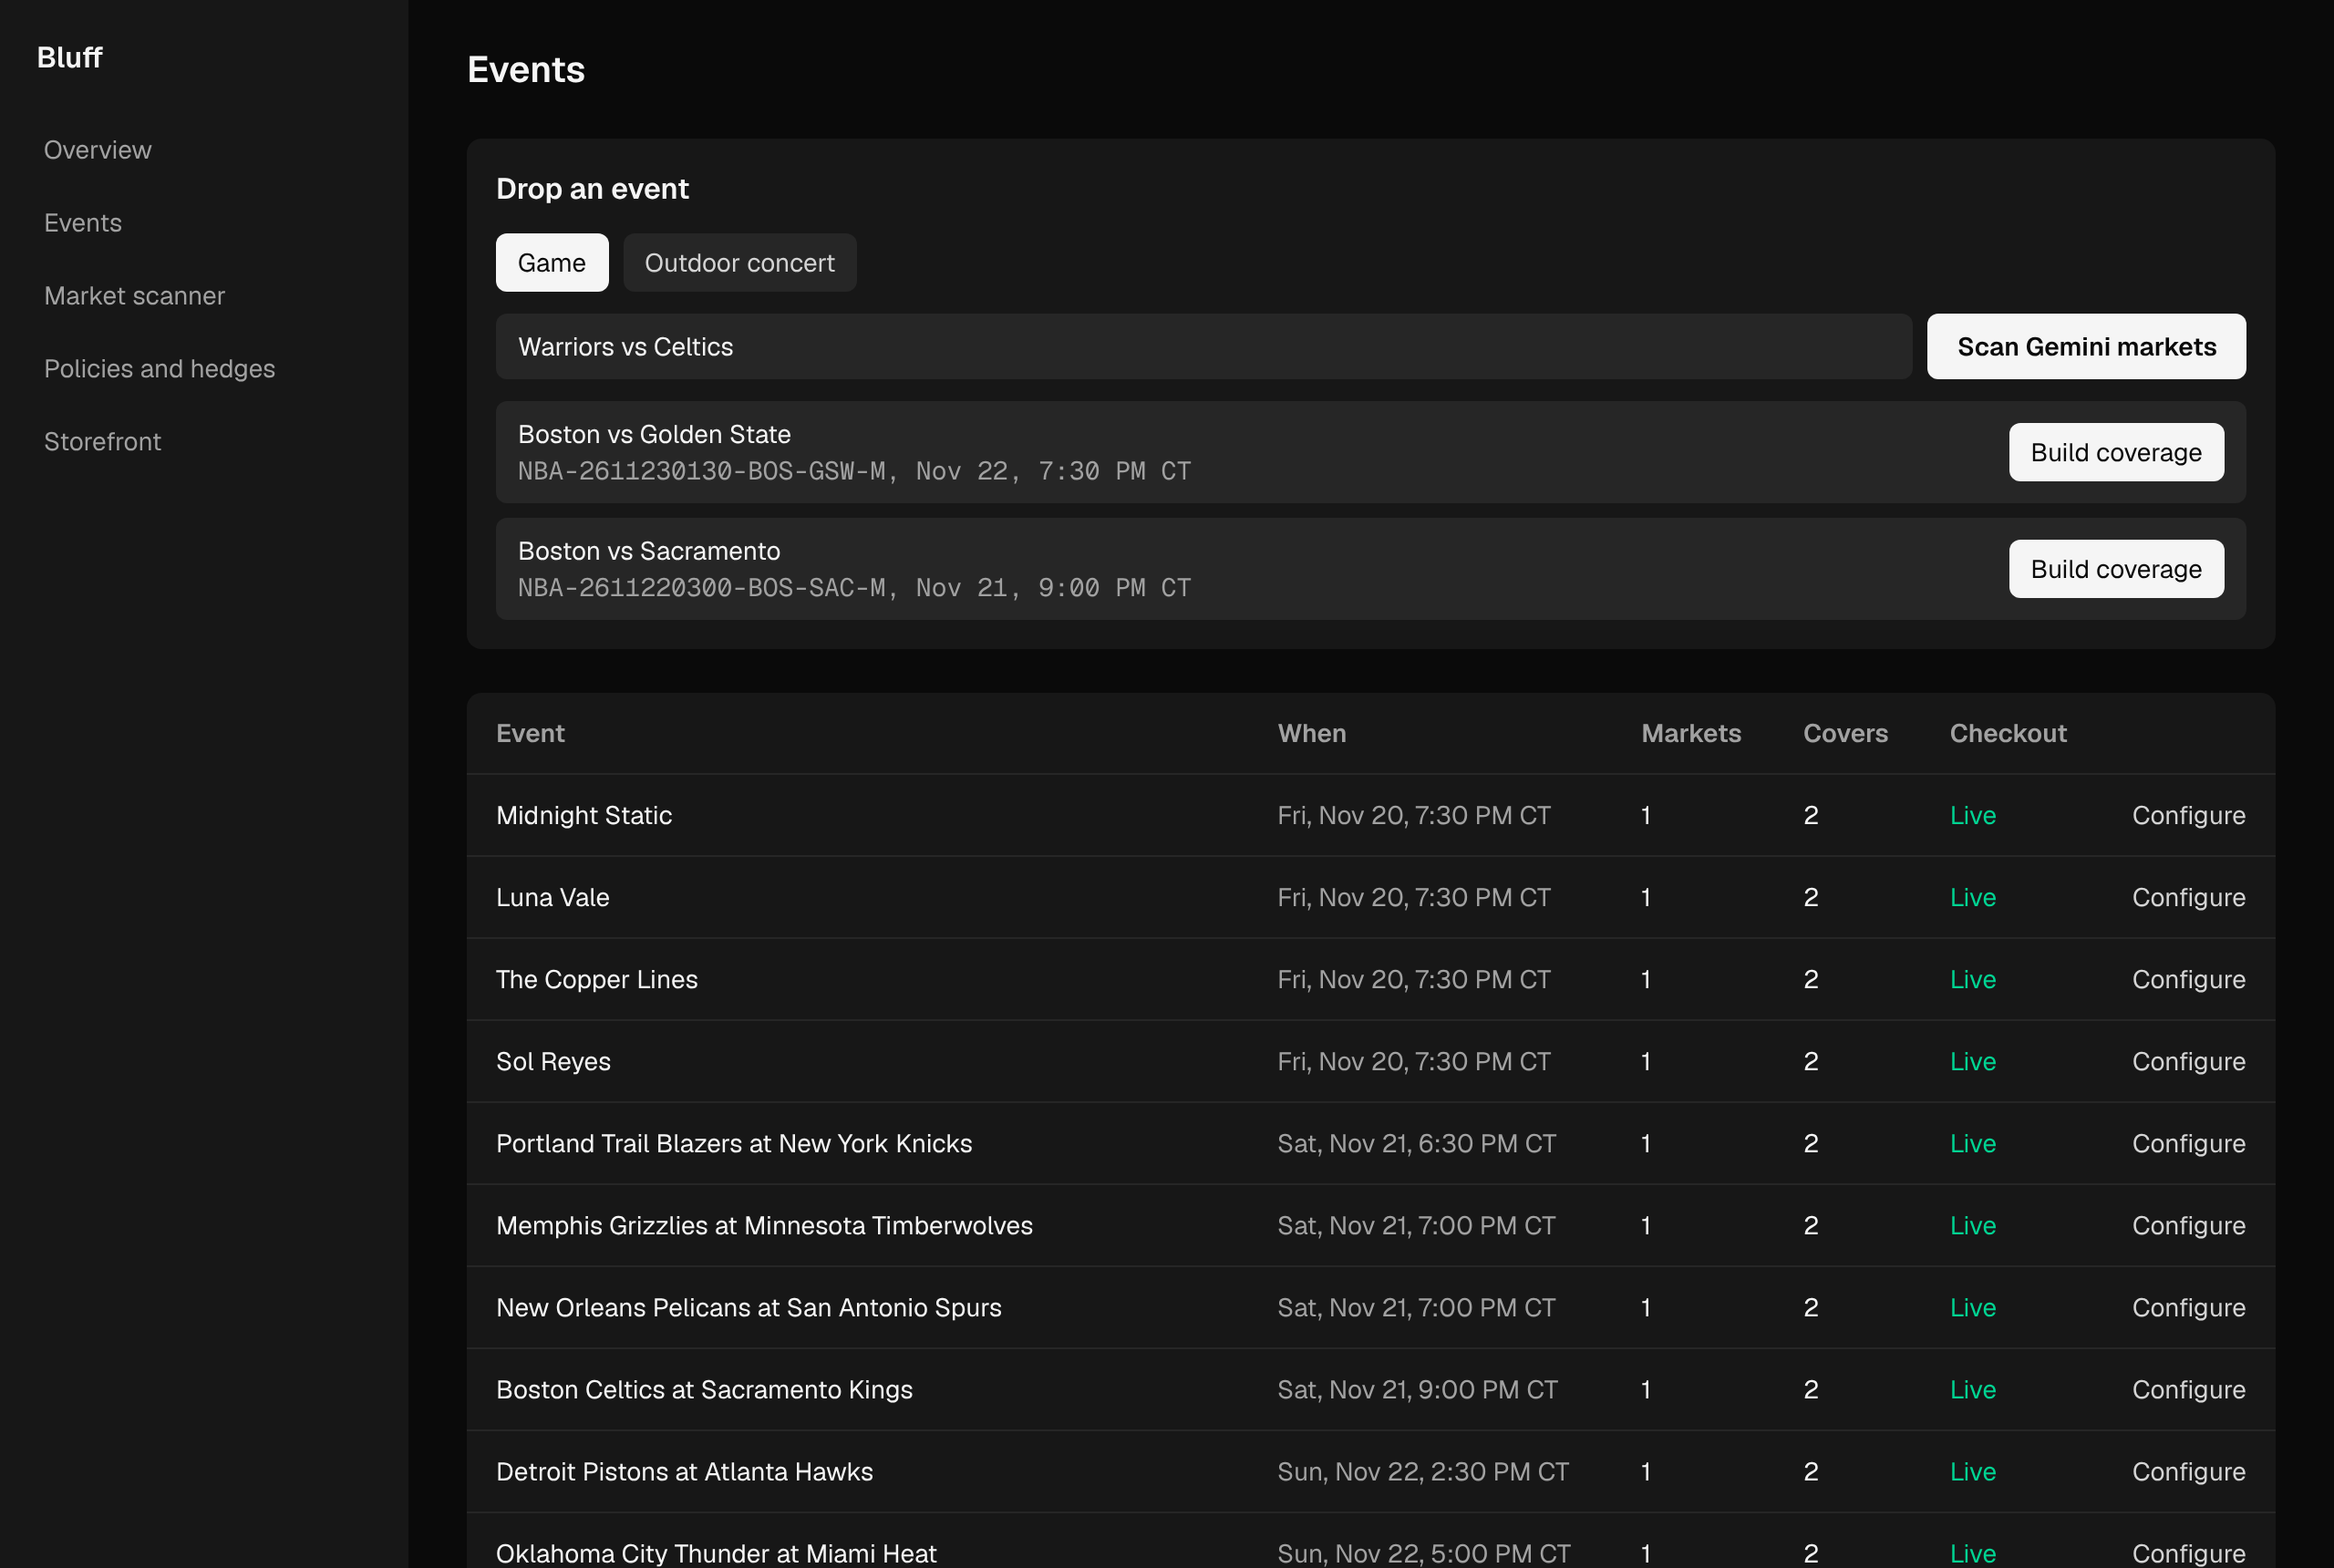 Bluff
Overview
Events
Market scanner
Policies and hedges
Storefront
Events
Drop an event
Game Outdoor concert
Warriors vs Celtics Scan Gemini markets
Boston vs Golden State
NBA-2611230130-BOS-GSW-M, Nov 22, 7:30 PM CT
Build coverage
Boston vs Sacramento
NBA-2611220300-BOS-SAC-M, Nov 21, 9:00 PM CT
Build coverage
Event When Markets Covers Checkout
Midnight Static Fri, Nov 20, 7:30 PM CT 1 2 Live Configure
Luna Vale Fri, Nov 20, 7:30 PM CT 1 2 Live Configure
The Copper Lines Fri, Nov 20, 7:30 PM CT 1 2 Live Configure
Sol Reyes Fri, Nov 20, 7:30 PM CT 1 2 Live Configure
Portland Trail Blazers at New York Knicks Sat, Nov 21, 6:30 PM CT 1 2 Live Configure
Memphis Grizzlies at Minnesota Timberwolves Sat, Nov 21, 7:00 PM CT 1 2 Live Configure
New Orleans Pelicans at San Antonio Spurs Sat, Nov 21, 7:00 PM CT 1 2 Live Configure
Boston Celtics at Sacramento Kings Sat, Nov 21, 9:00 PM CT 1 2 Live Configure
Detroit Pistons at Atlanta Hawks Sun, Nov 22, 2:30 PM CT 1 2 Live Configure
Oklahoma City Thunder at Miami Heat Sun, Nov 22, 5:00 PM CT 1 2 Live Configure